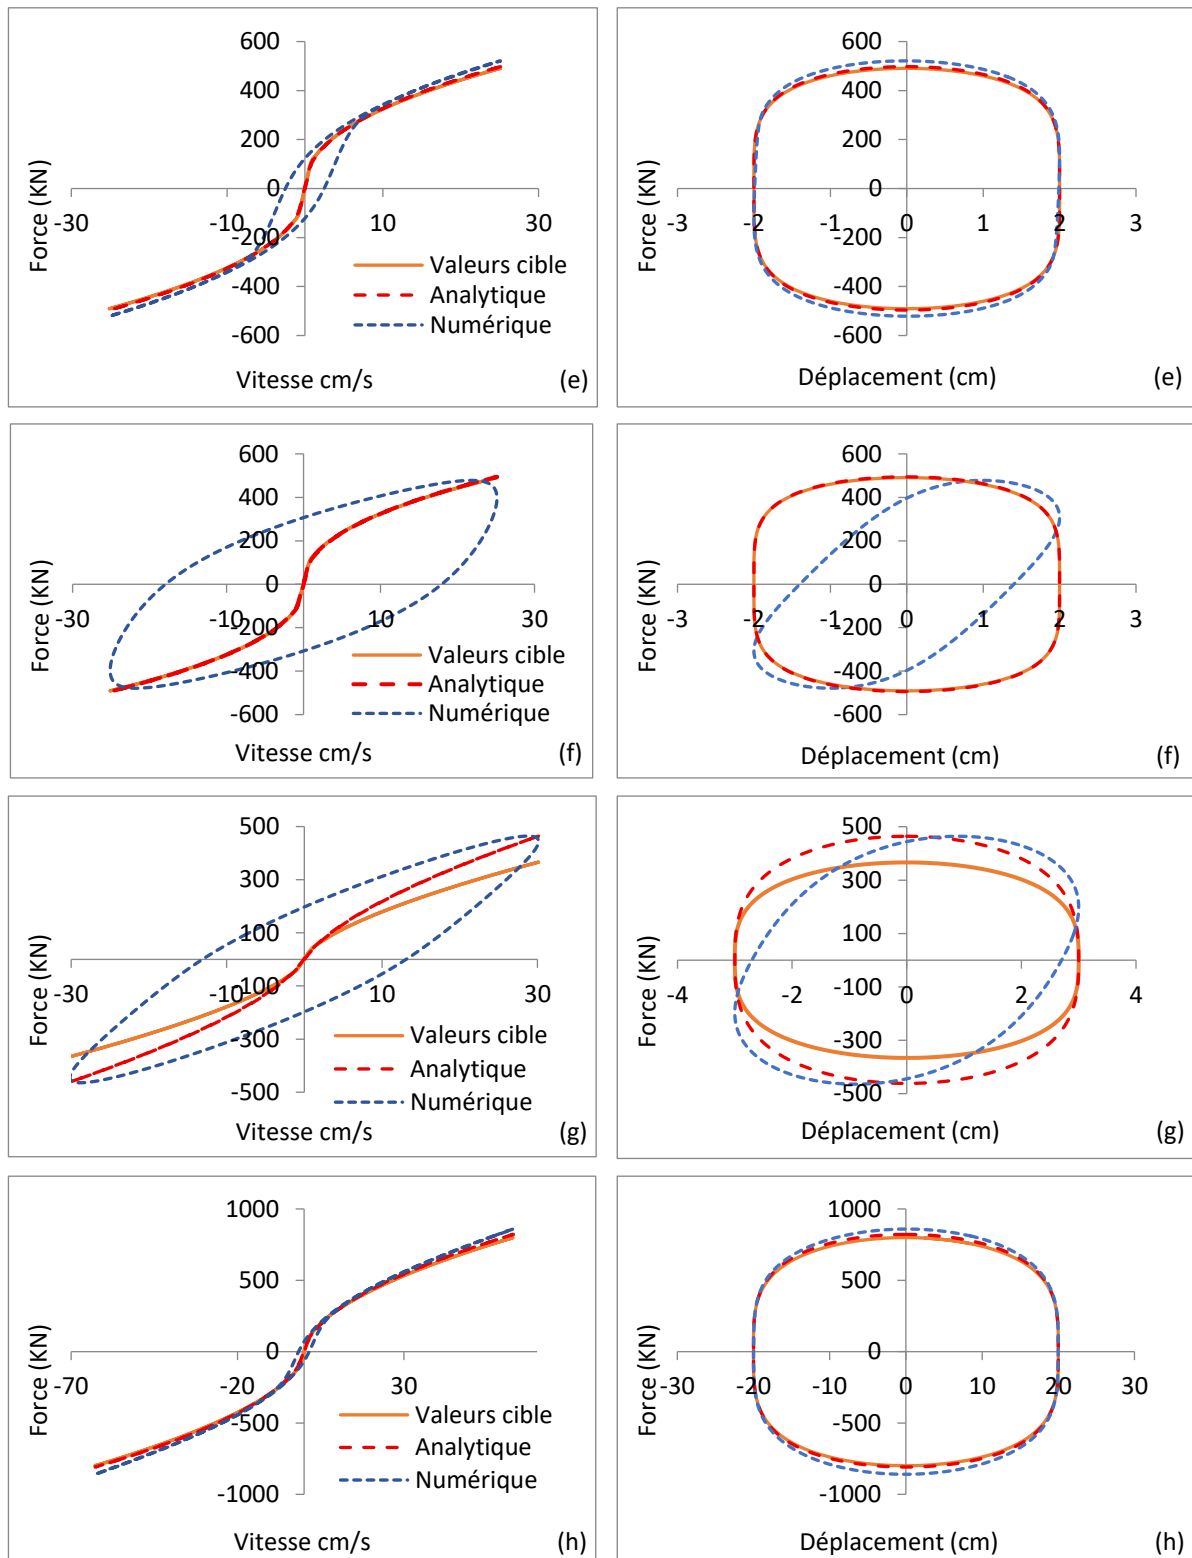 600
400
200
0
-200
-400
-600
-30
-10
10
30
Force (KN)
Valeurs cible
Analytique
Numérique
Vitesse cm/s
(e)
600
400
200
0
-200
-400
-600
-3
-2
-1
0
1
2
3
Force (KN)
Déplacement (cm)
(e)
600
400
200
0
-200
-400
-600
-30
-10
10
30
Force (KN)
Valeurs cible
Analytique
Numérique
Vitesse cm/s
(f)
600
400
200
0
-200
-400
-600
-3
-2
-1
0
1
2
3
Force (KN)
Déplacement (cm)
(f)
500
300
100
-100
-300
-500
-30
-10
10
30
Force (KN)
Valeurs cible
Analytique
Numérique
Vitesse cm/s
(g)
500
300
100
-100
-300
-500
-4
-2
0
2
4
Force (KN)
Déplacement (cm)
(g)
1000
500
0
-500
-1000
-70
-20
30
Force (KN)
Valeurs cible
Analytique
Numérique
Vitesse cm/s
(h)
1000
500
0
-500
-1000
-30
-20
-10
0
10
20
30
Force (KN)
Déplacement (cm)
(h)